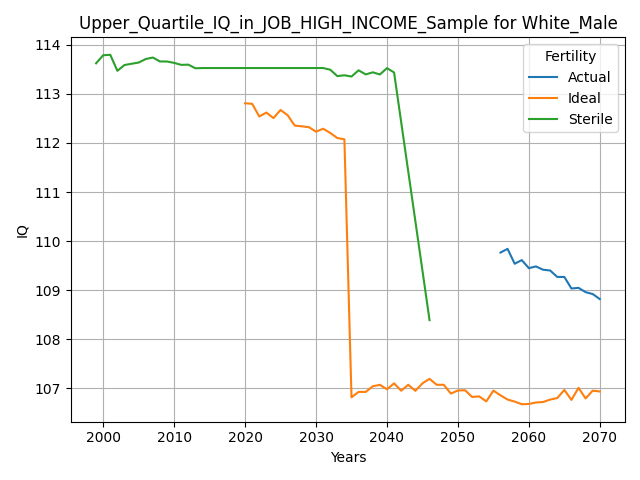 Upper_Quartile_IQ_in_JOB_HIGH_INCOME_Sample for White_Male
Fertility
Actual
Ideal
Sterile
114
113
112
111
110
109
108
107
IQ
2000 2010 2020 2030 2040 2050 2060 2070
Years